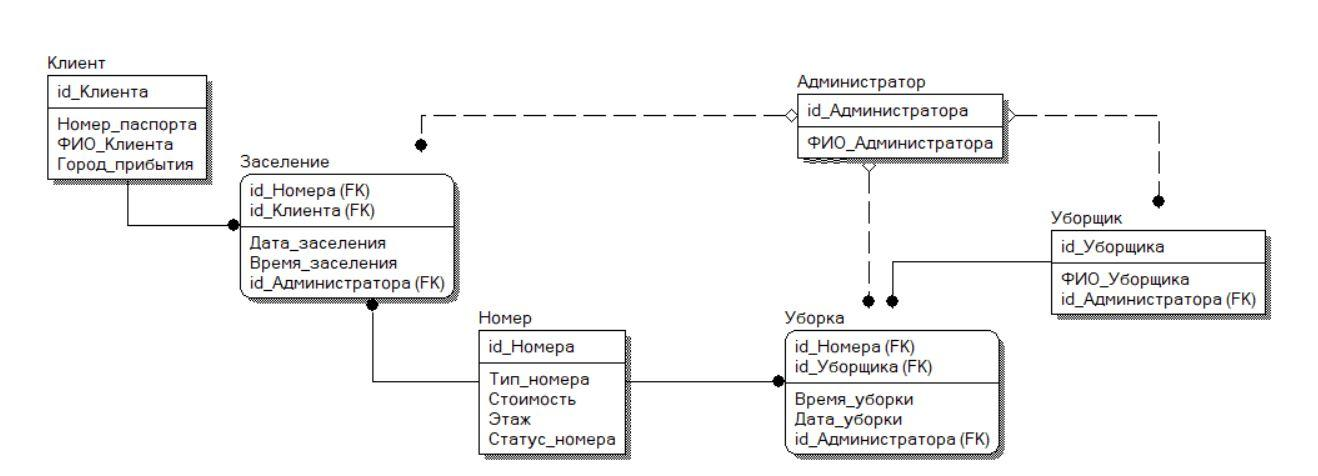 Клиент
id_Клиента
Номер_паспорта
ФИО_Клиента
Город_прибытия
Заселение
id_Номера (FK)
id_Клиента (FK)
Дата_заселения
Время_заселения
id_Администратора (FK)
Номер
id_Номера
Тип_номера
Стоимость
Этаж
Статус_номера
Администратор
id_Администратора
ФИО_Администратора
Уборка
id_Номера (FK)
id_Уборщика (FK)
Время_уборки
Дата_уборки
id_Администратора (FK)
Уборщик
id_Уборщика
ФИО_Уборщика
id_Администратора (FK)